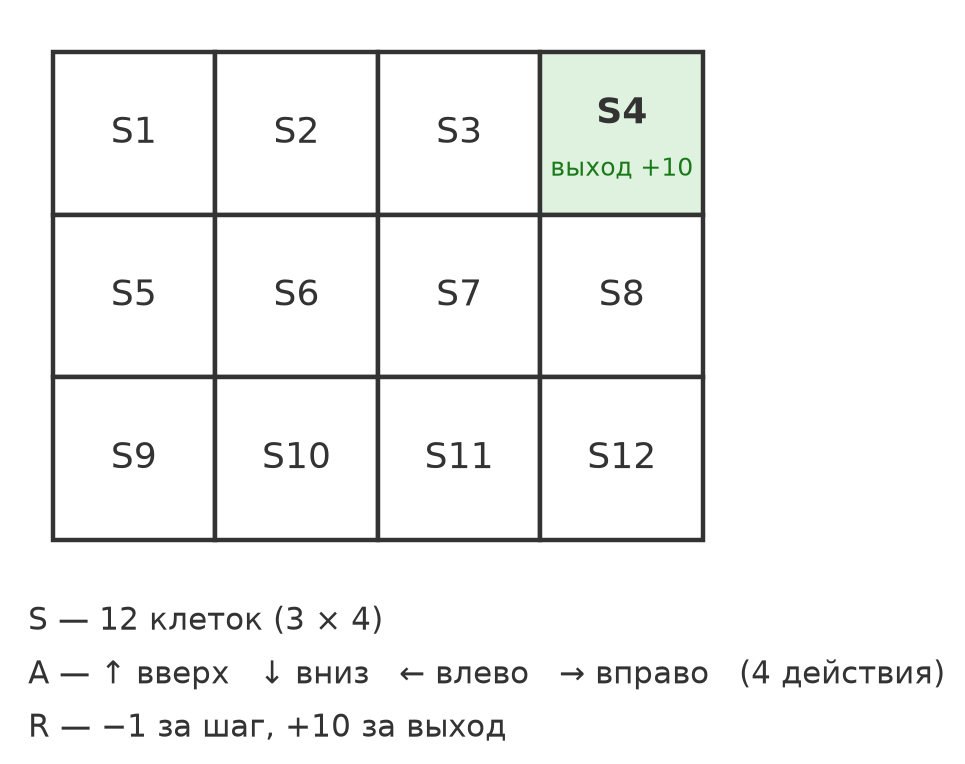 S1 S2 S3 S4
выход +10
S5 S6 S7 S8
S9 S10 S11 S12
S — 12 клеток (3 × 4)
A — ↑ вверх ↓ вниз ← влево → вправо (4 действия)
R — −1 за шаг, +10 за выход